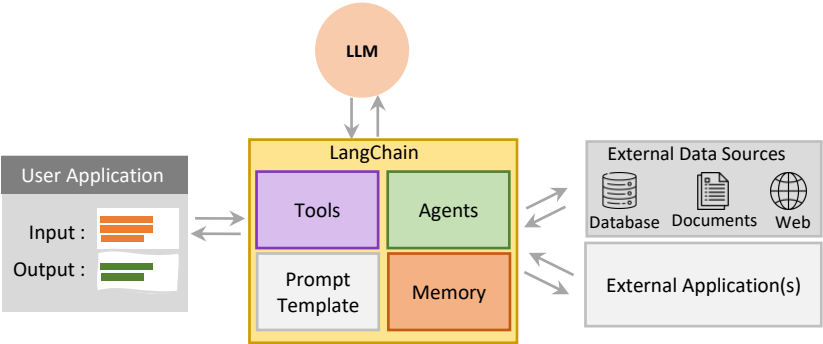 LLM
LangChain
User Application
Input :
Output :
Tools
Agents
Prompt
Template
Memory
External Data Sources
Database Documents Web
External Application(s)